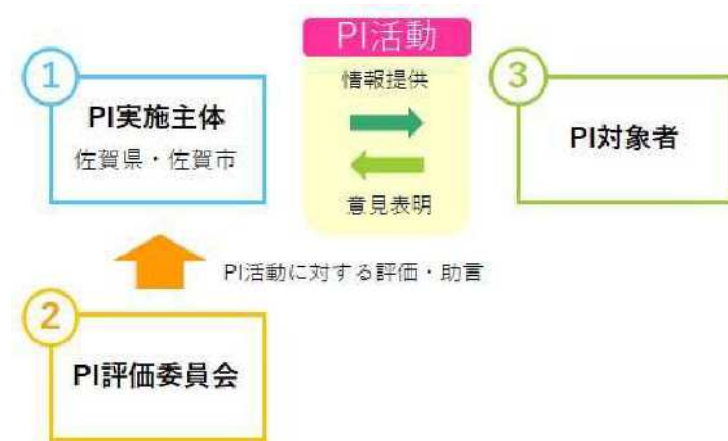 PI活動
1
情報提供
3
PI実施主体
佐賀県・佐賀市
PI対象者
意見表明
PI活動に対する評価・助言
2
PI評価委員会